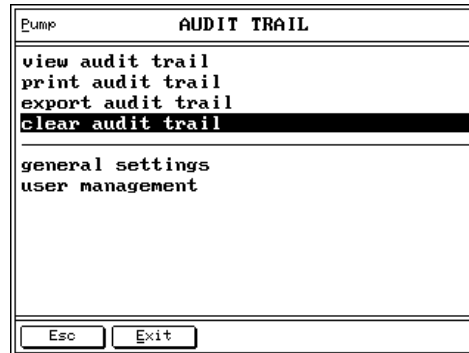 Pump AUDIT TRAIL
view audit trail
print audit trail
export audit trail
clear audit trail
general settings
user management
Esc Exit